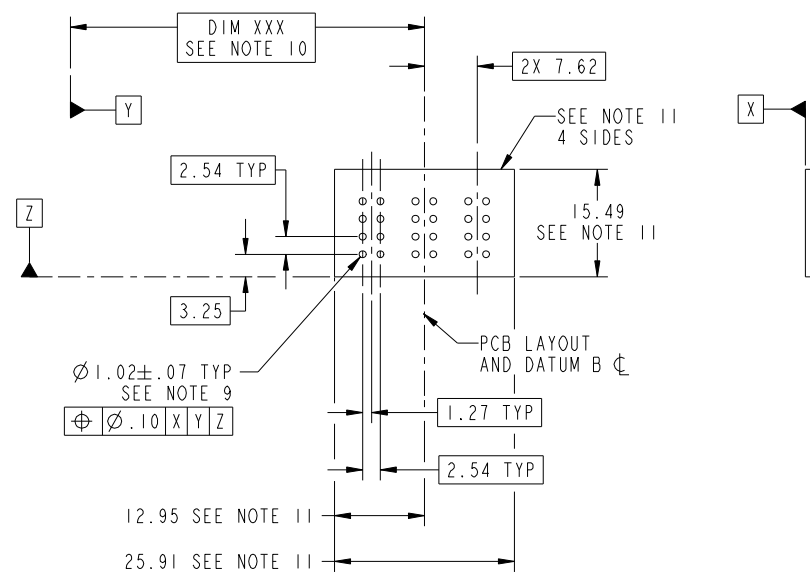 DIM XXX
SEE NOTE 10
2X 7.62
Y
X
SEE NOTE 11
4 SIDES
2.54 TYP
Z
15.49
SEE NOTE 11
3.25
PCB LAYOUT
AND DATUM B ℄
Ø1.02±.07 TYP
SEE NOTE 9
⌖ Ø.10 X Y Z
1.27 TYP
2.54 TYP
12.95 SEE NOTE 11
25.91 SEE NOTE 11